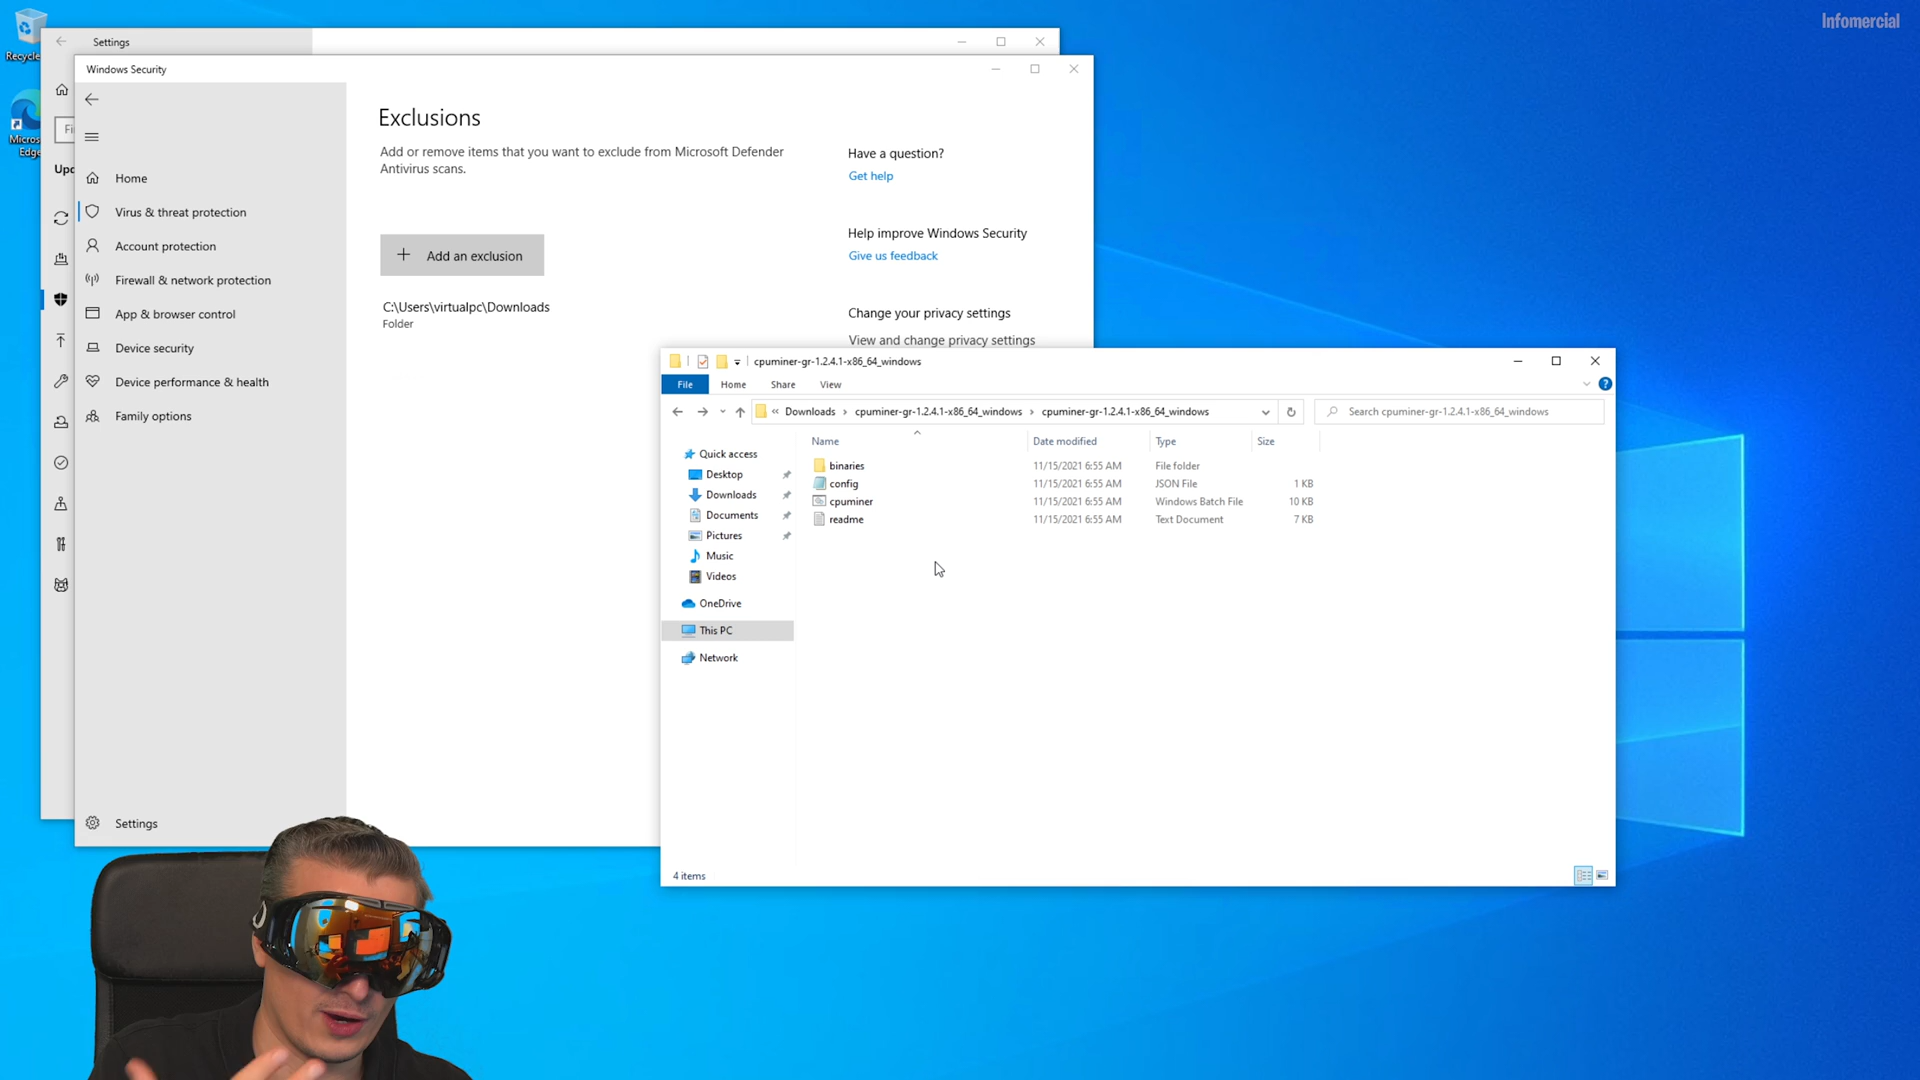 Infomercial
Recycle
Micros
Edge
Settings
Fi
Upd
Windows Security
Home
Virus & threat protection
Account protection
Firewall & network protection
App & browser control
Device security
Device performance & health
Family options
Settings
Exclusions
Add or remove items that you want to exclude from Microsoft Defender
Antivirus scans.
Add an exclusion
C:\Users\virtualpc\Downloads
Folder
Have a question?
Get help
Help improve Windows Security
Give us feedback
Change your privacy settings
View and change privacy settings
cpuminer-gr-1.2.4.1-x86_64_windows
File Home Share View
« Downloads › cpuminer-gr-1.2.4.1-x86_64_windows › cpuminer-gr-1.2.4.1-x86_64_windows
Search cpuminer-gr-1.2.4.1-x86_64_windows
Quick access
Desktop
Downloads
Documents
Pictures
Music
Videos
OneDrive
This PC
Network
Name Date modified Type Size
binaries 11/15/2021 6:55 AM File folder
config 11/15/2021 6:55 AM JSON File 1 KB
cpuminer 11/15/2021 6:55 AM Windows Batch File 10 KB
readme 11/15/2021 6:55 AM Text Document 7 KB
4 items